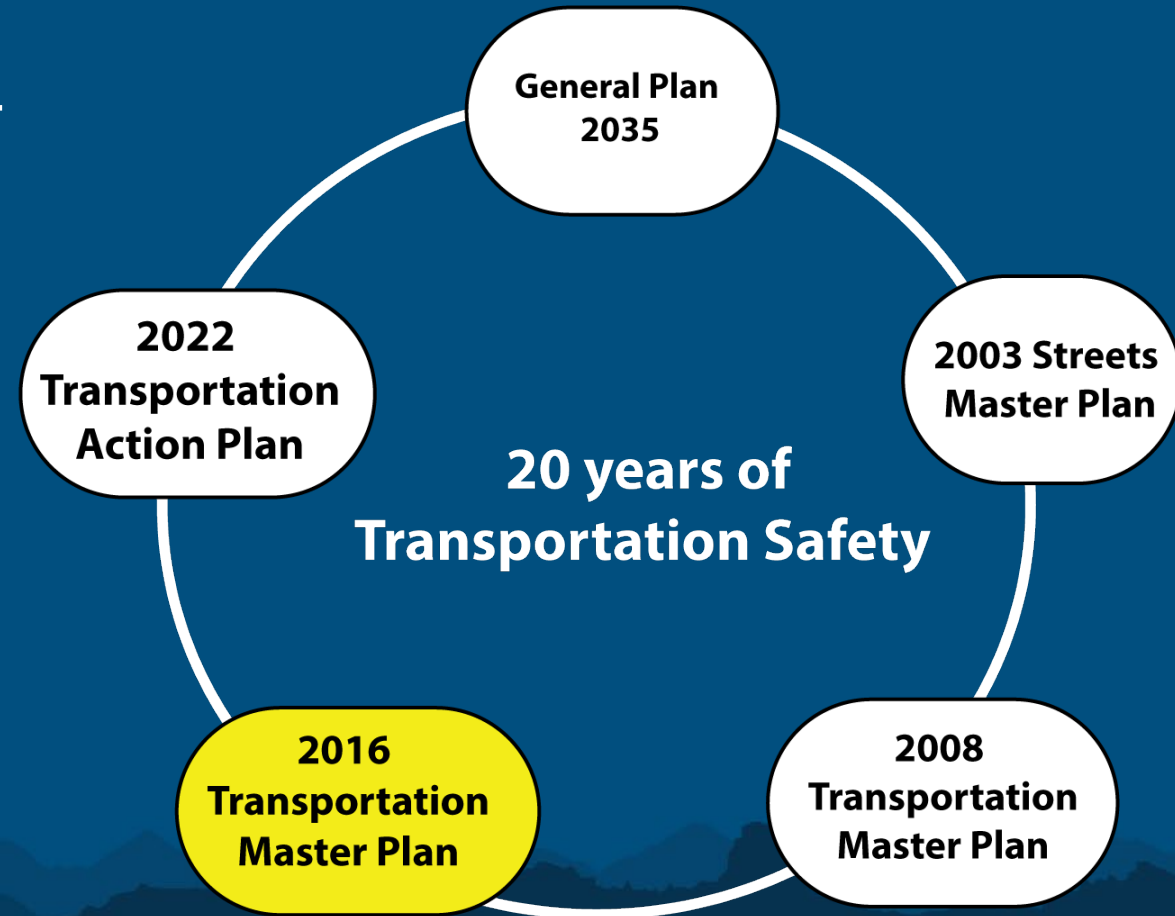 General Plan
2035
2003 Streets
Master Plan
2008
Transportation
Master Plan
2016
Transportation
Master Plan
2022
Transportation
Action Plan
20 years of
Transportation Safety